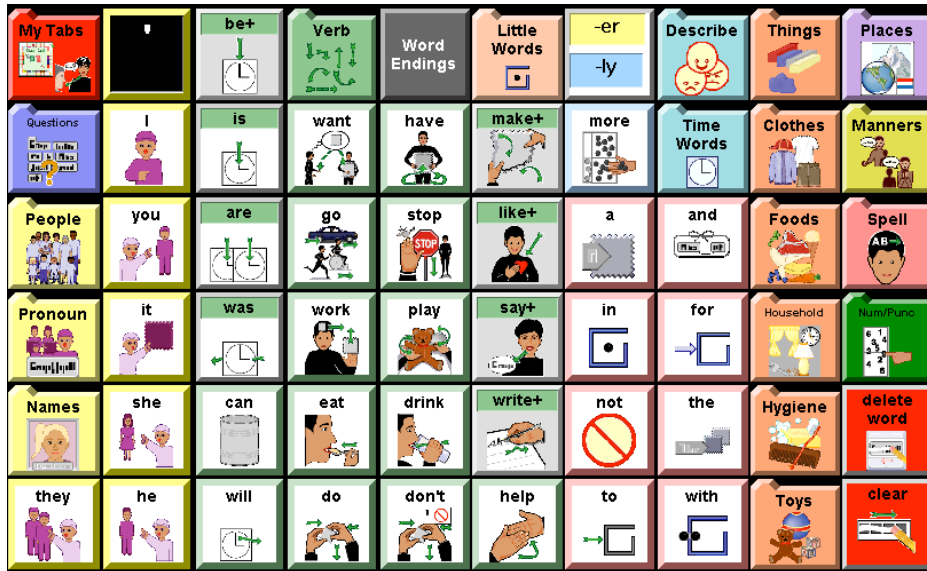 My Tabs
'
be+
Verb
Word
Endings
Little
Words
-er
-ly
Describe
Things
Places
Questions
I
is
want
have
make+
more
Time
Words
Clothes
Manners
People
you
are
go
stop
STOP
like+
a
and
Foods
Spell
AB
Pronoun
it
was
work
play
say+
in
for
Household
Num/Punc
Names
she
can
eat
drink
write+
not
the
Hygiene
delete
word
they
he
will
do
don't
help
to
with
Toys
clear